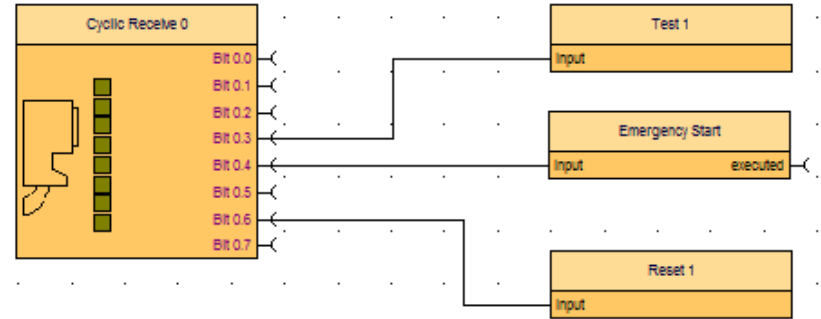 Cyclic Receive 0
Test 1
Bit 0.0
Input
Bit 0.1
Bit 0.2
Emergency Start
Bit 0.3
Bit 0.4
Input executed
Bit 0.5
Bit 0.6
Bit 0.7
Reset 1
Input